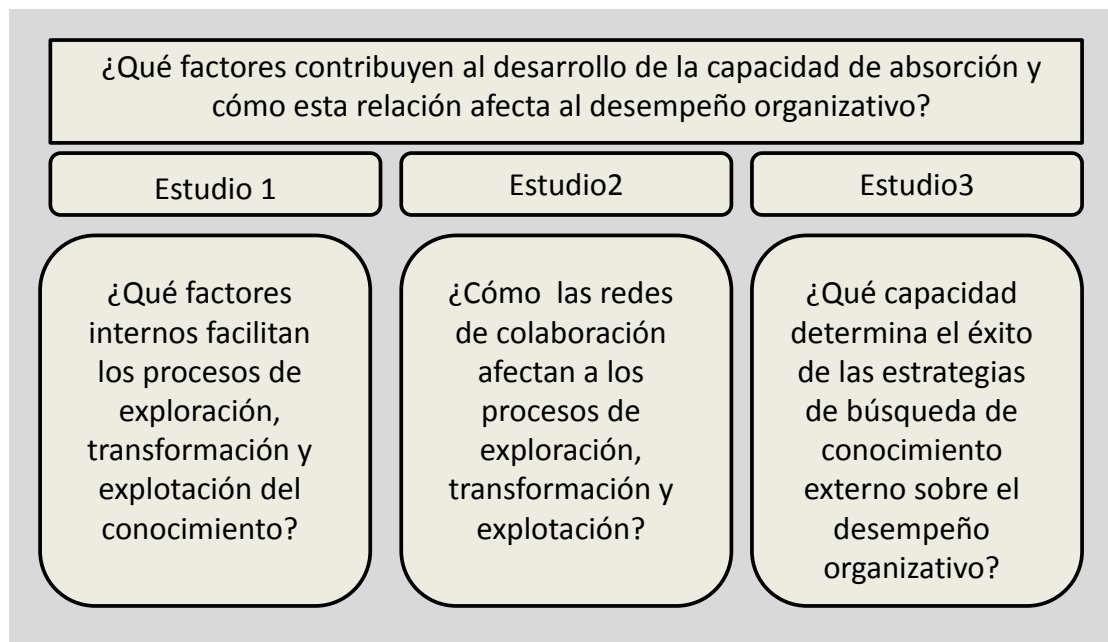 ¿Qué factores contribuyen al desarrollo de la capacidad de absorción y
cómo esta relación afecta al desempeño organizativo?
Estudio 1
Estudio2
Estudio3
¿Qué factores
internos facilitan
los procesos de
exploración,
transformación y
explotación del
conocimiento?
¿Cómo las redes
de colaboración
afectan a los
procesos de
exploración,
transformación y
explotación?
¿Qué capacidad
determina el éxito
de las estrategias
de búsqueda de
conocimiento
externo sobre el
desempeño
organizativo?